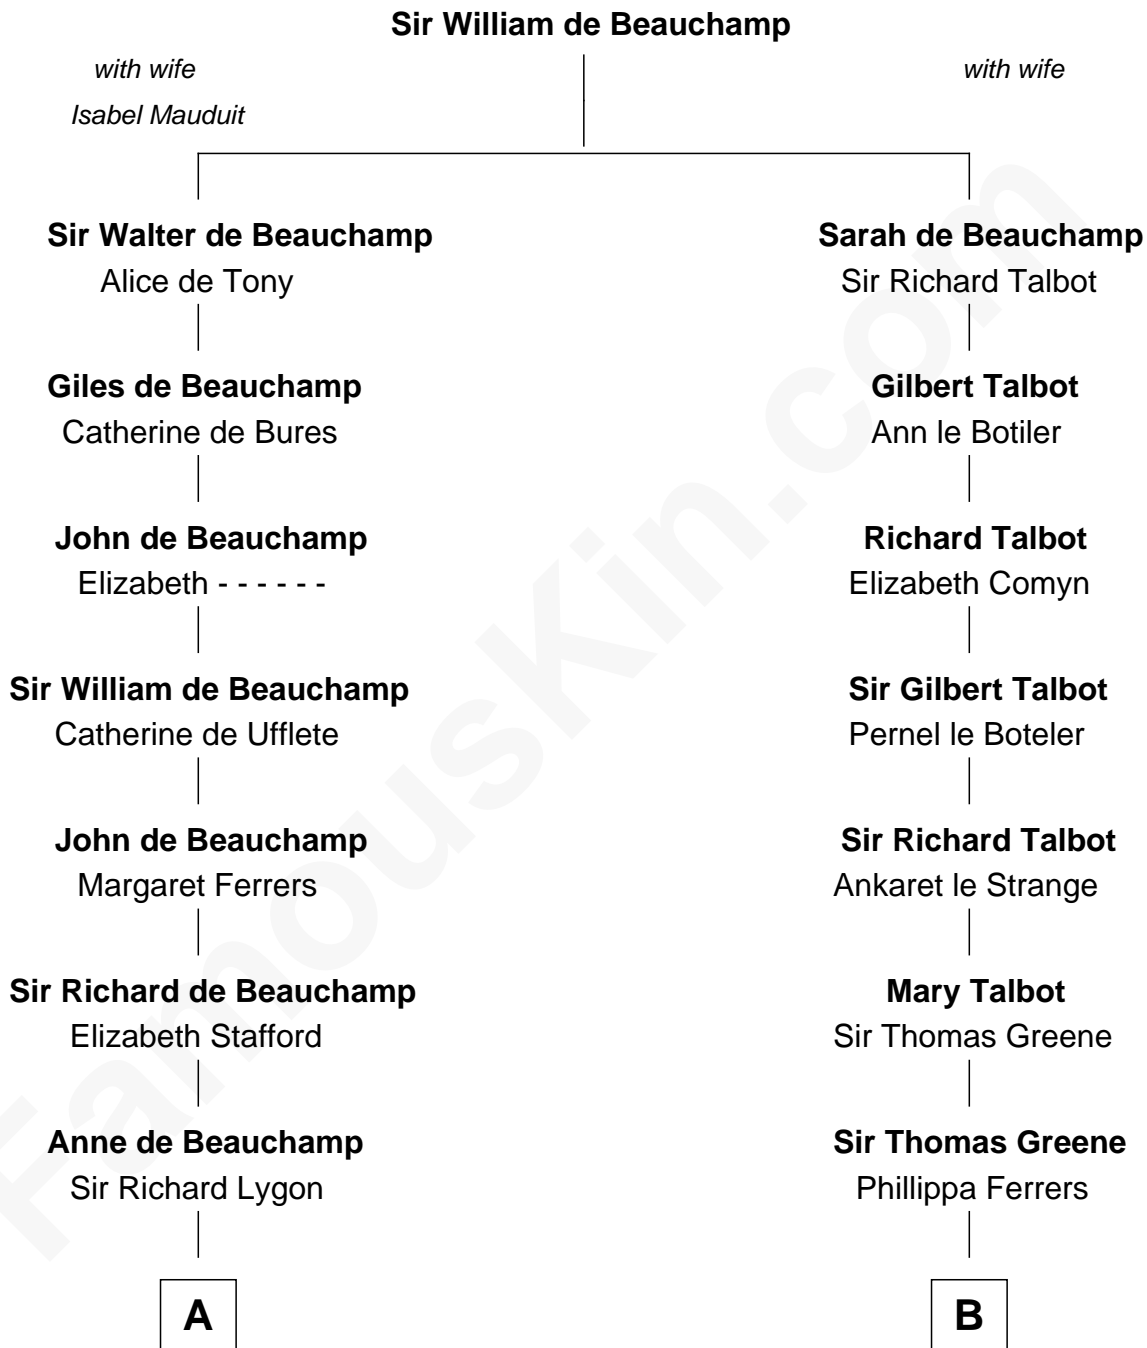 Sir William de Beauchamp
with wife
with wife
Isabel Mauduit
Sir Walter de Beauchamp
Sarah de Beauchamp
Alice de Tony
Sir Richard Talbot
Giles de Beauchamp
Gilbert Talbot
Catherine de Bures
Ann le Botiler
John de Beauchamp
Richard Talbot
Elizabeth - - - - - -
Elizabeth Comyn
Sir William de Beauchamp
Sir Gilbert Talbot
Catherine de Ufflete
Pernel le Boteler
John de Beauchamp
Sir Richard Talbot
Margaret Ferrers
Ankaret le Strange
Sir Richard de Beauchamp
Mary Talbot
Elizabeth Stafford
Sir Thomas Greene
Anne de Beauchamp
Sir Thomas Greene
Sir Richard Lygon
Phillippa Ferrers
A
B
FamousKin.com